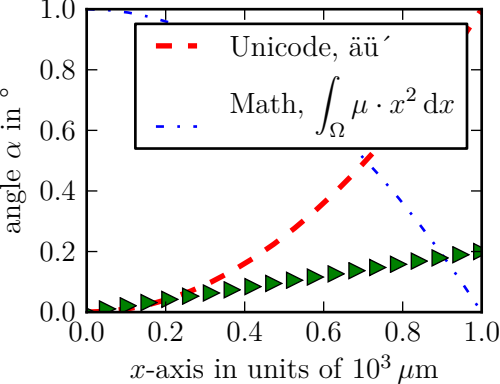 1.0
0.8
0.6
0.4
0.2
0.0
angle α in °
Unicode, äü´
Math, ∫_Ω μ · x² dx
0.0 0.2 0.4 0.6 0.8 1.0
x-axis in units of 10³ μm